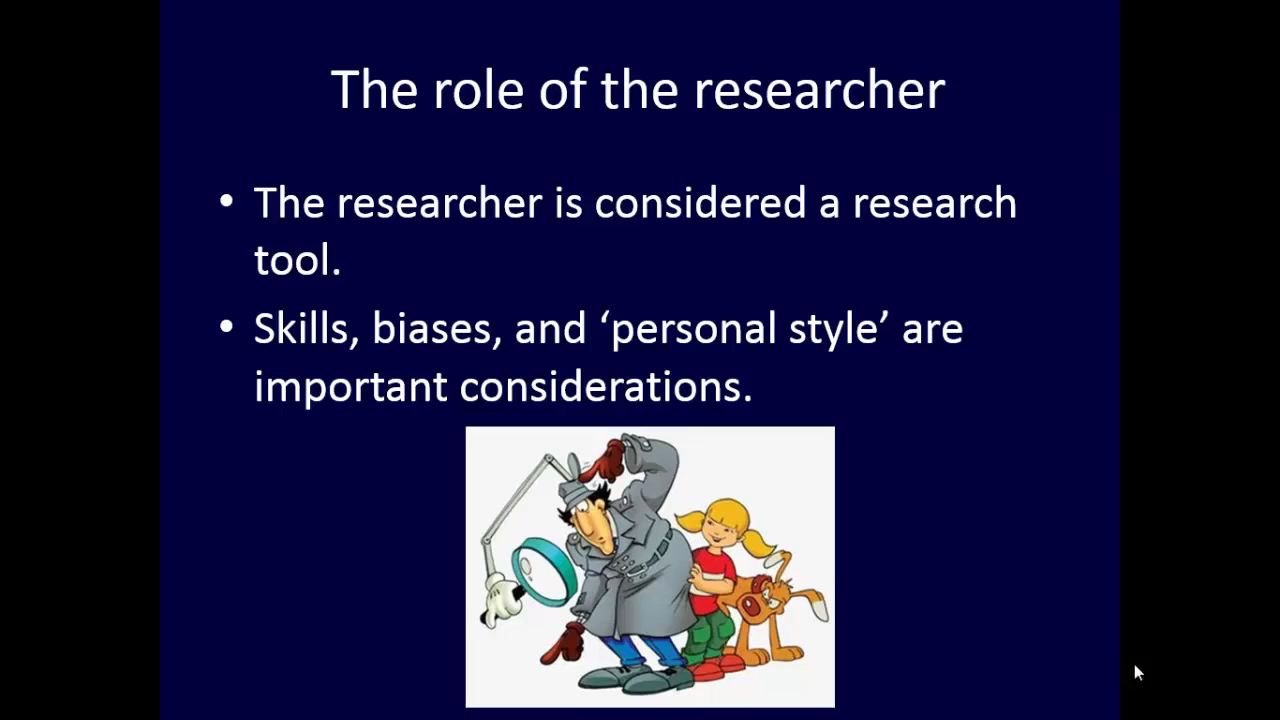 The role of the researcher
• The researcher is considered a research
tool.
• Skills, biases, and ‘personal style’ are
important considerations.